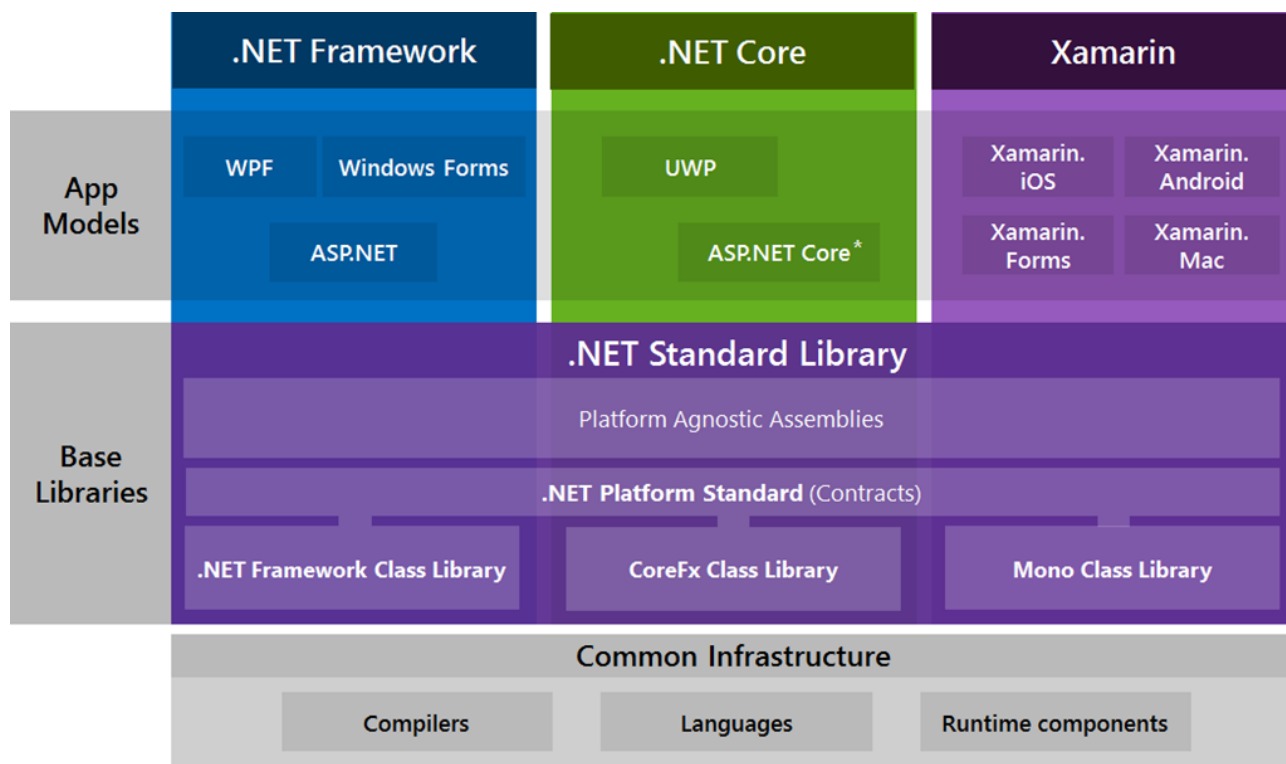 .NET Framework
.NET Core
Xamarin
App
Models
WPF
Windows Forms
ASP.NET
UWP
ASP.NET Core*
Xamarin.
iOS
Xamarin.
Android
Xamarin.
Forms
Xamarin.
Mac
Base
Libraries
.NET Standard Library
Platform Agnostic Assemblies
.NET Platform Standard (Contracts)
.NET Framework Class Library
CoreFx Class Library
Mono Class Library
Common Infrastructure
Compilers
Languages
Runtime components